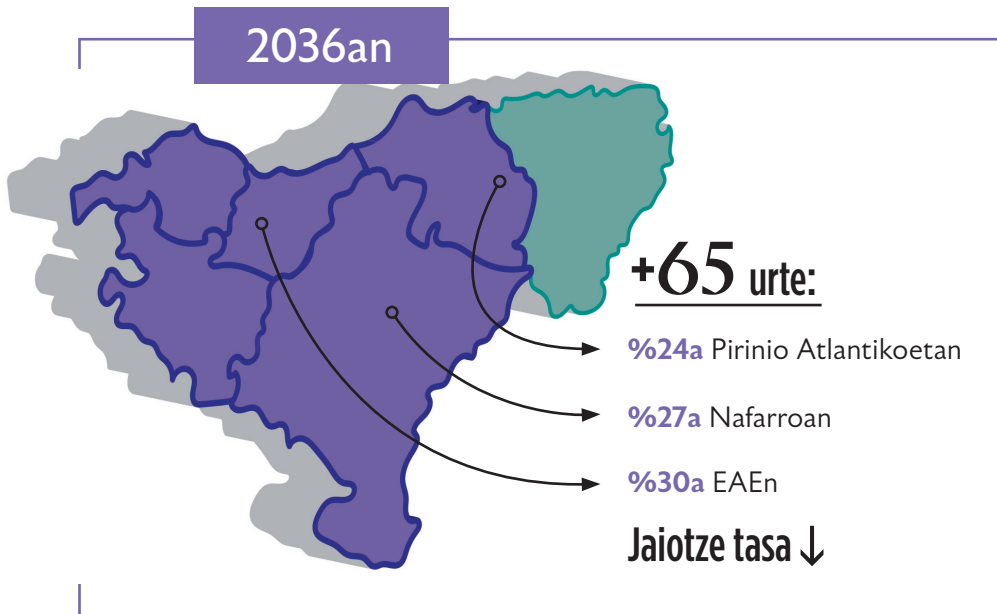 2036an
+65 urte:
%24a Pirinio Atlantikoetan
%27a Nafarroan
%30a EAEn
Jaiotze tasa ↓